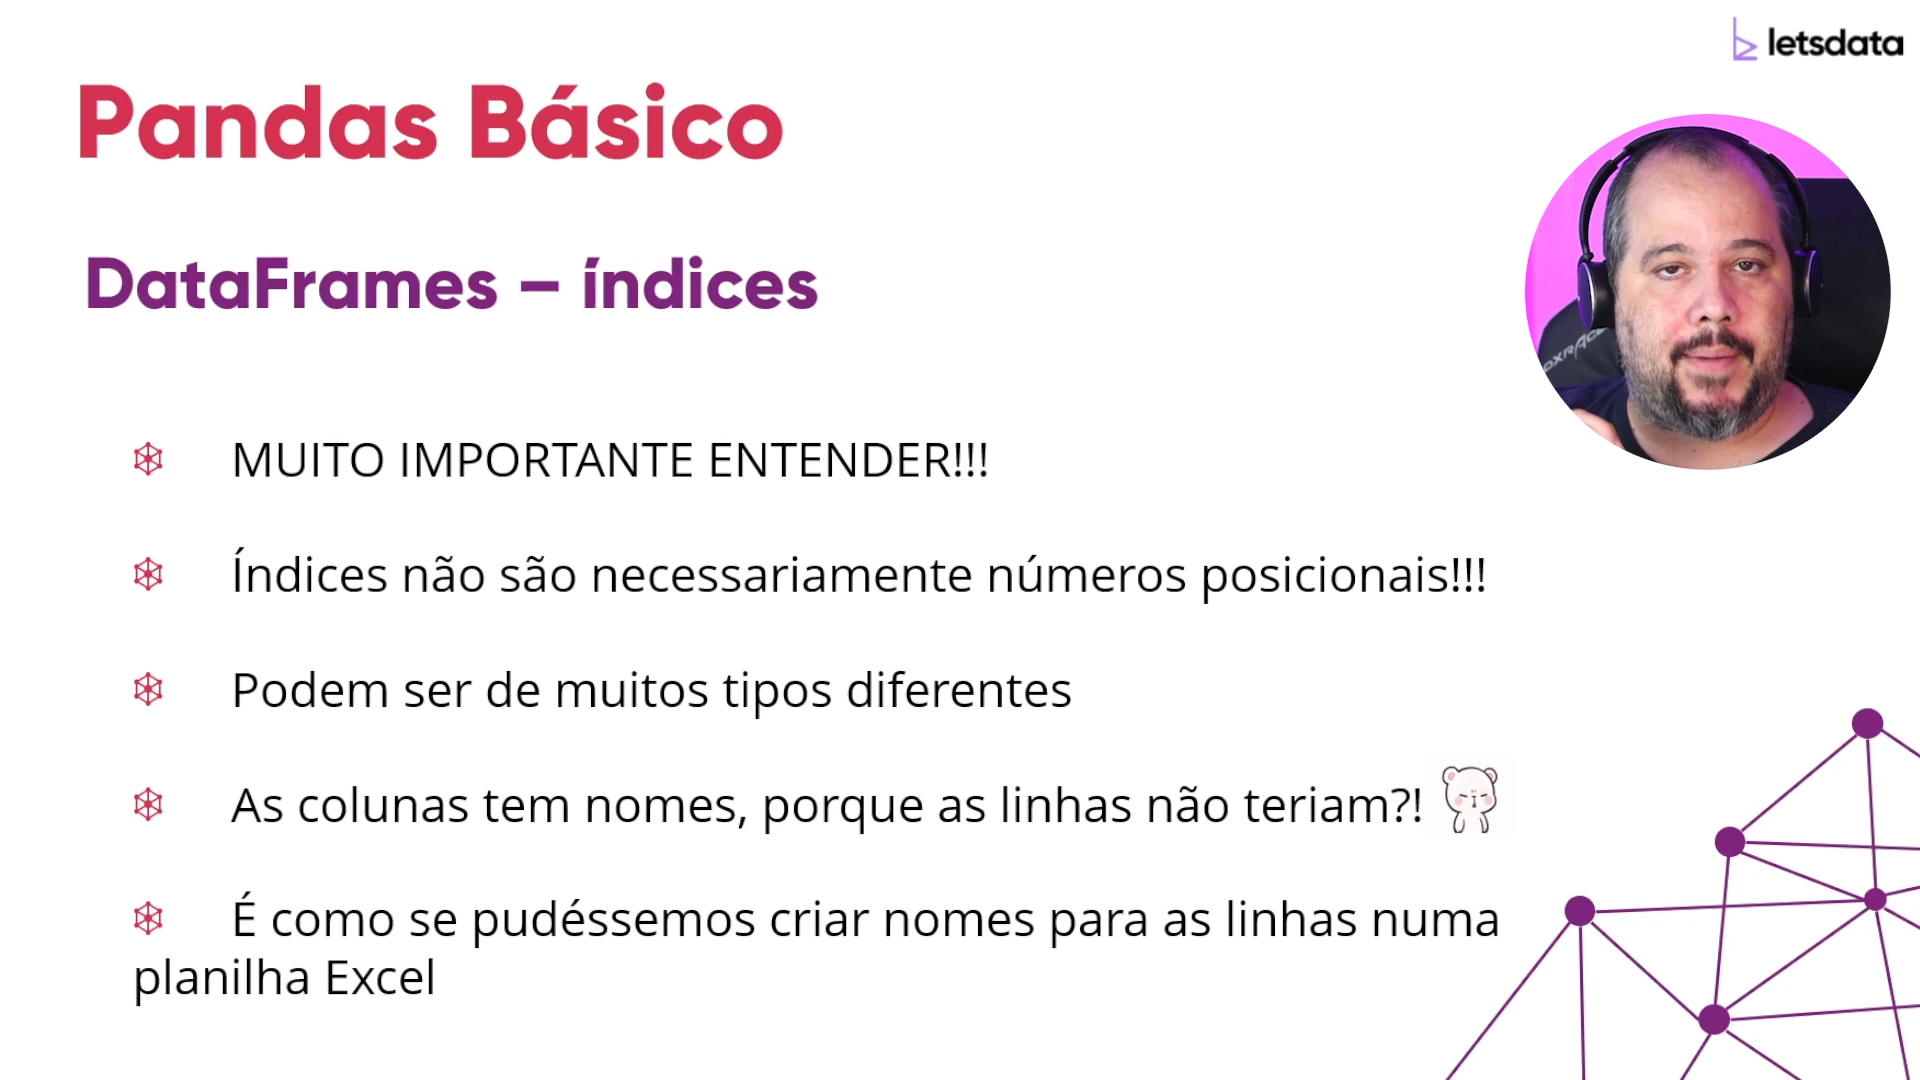 letsdata
Pandas Básico
DataFrames – índices
MUITO IMPORTANTE ENTENDER!!!
Índices não são necessariamente números posicionais!!!
Podem ser de muitos tipos diferentes
As colunas tem nomes, porque as linhas não teriam?!
É como se pudéssemos criar nomes para as linhas numa
planilha Excel